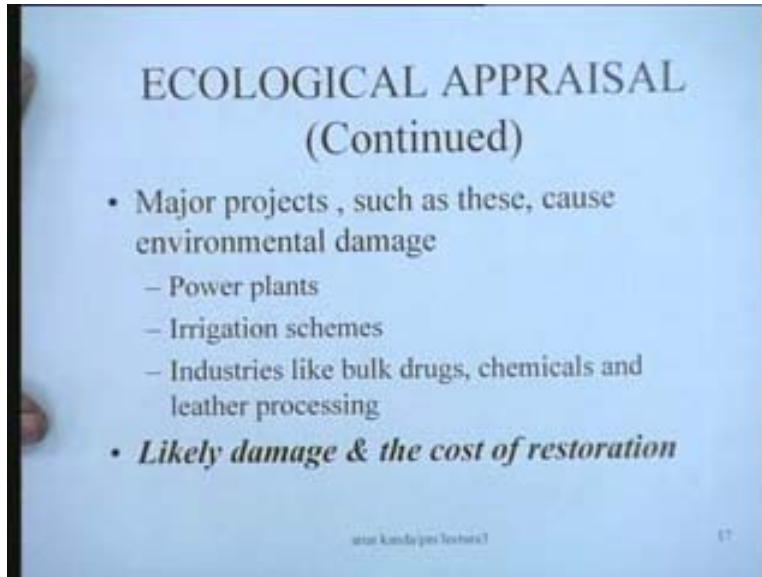 ECOLOGICAL APPRAISAL
(Continued)
• Major projects , such as these, cause
environmental damage
– Power plants
– Irrigation schemes
– Industries like bulk drugs, chemicals and
leather processing
• Likely damage & the cost of restoration
17